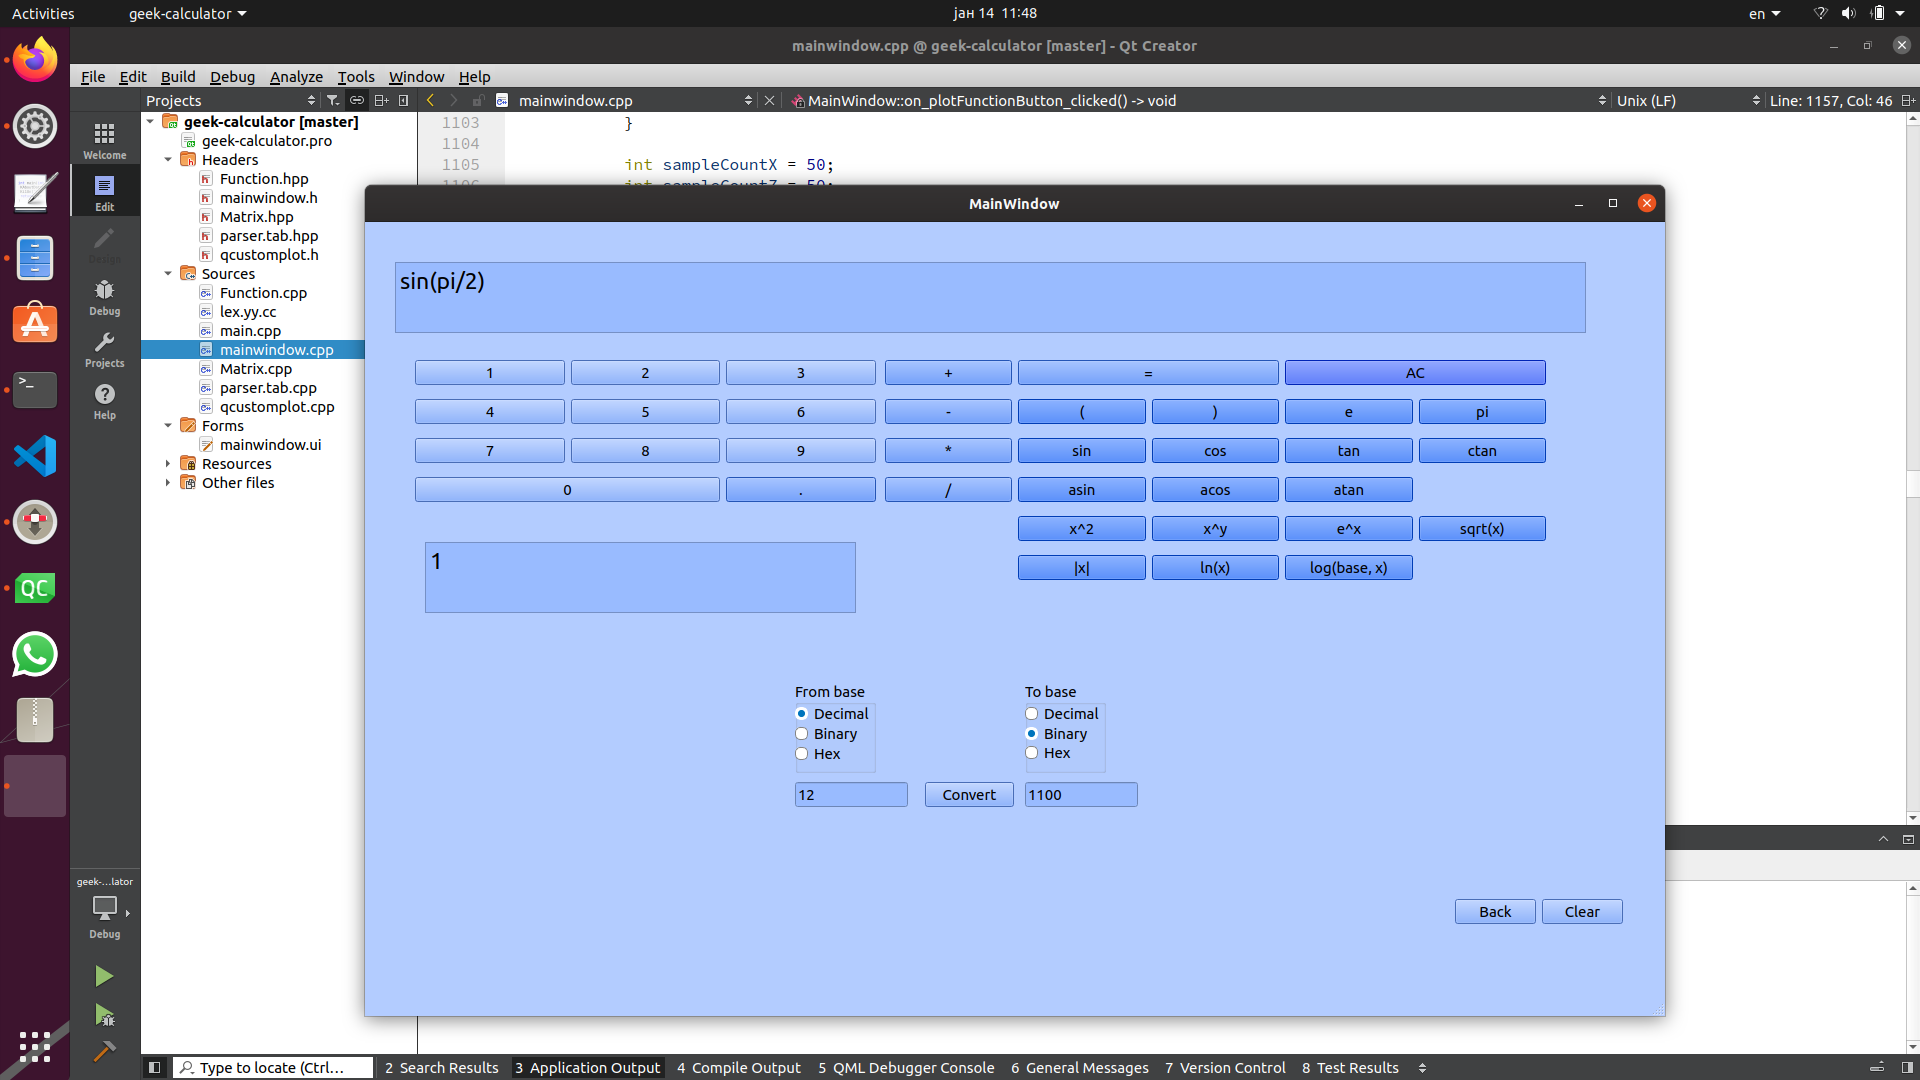 Activities geek-calculator јан 14 11:48 en
mainwindow.cpp @ geek-calculator [master] - Qt Creator
File Edit Build Debug Analyze Tools Window Help
Projects mainwindow.cpp MainWindow::on_plotFunctionButton_clicked() -> void Unix (LF) Line: 1157, Col: 46
Welcome
Edit
Design
Debug
Projects
Help
geek-calculator [master]
geek-calculator.pro
Headers
Function.hpp
mainwindow.h
Matrix.hpp
parser.tab.hpp
qcustomplot.h
Sources
Function.cpp
lex.yy.cc
main.cpp
mainwindow.cpp
Matrix.cpp
parser.tab.cpp
qcustomplot.cpp
Forms
mainwindow.ui
Resources
Other files
1103 }
1104
1105 int sampleCountX = 50;
1106 int sampleCountZ = 50;
MainWindow
sin(pi/2)
1 2 3 + = AC
4 5 6 - ( ) e pi
7 8 9 * sin cos tan ctan
0 . / asin acos atan
x^2 x^y e^x sqrt(x)
|x| ln(x) log(base, x)
1
From base To base
Decimal Decimal
Binary Binary
Hex Hex
12 Convert 1100
Back Clear
QC
geek-...lator
Debug
Type to locate (Ctrl... 2 Search Results 3 Application Output 4 Compile Output 5 QML Debugger Console 6 General Messages 7 Version Control 8 Test Results